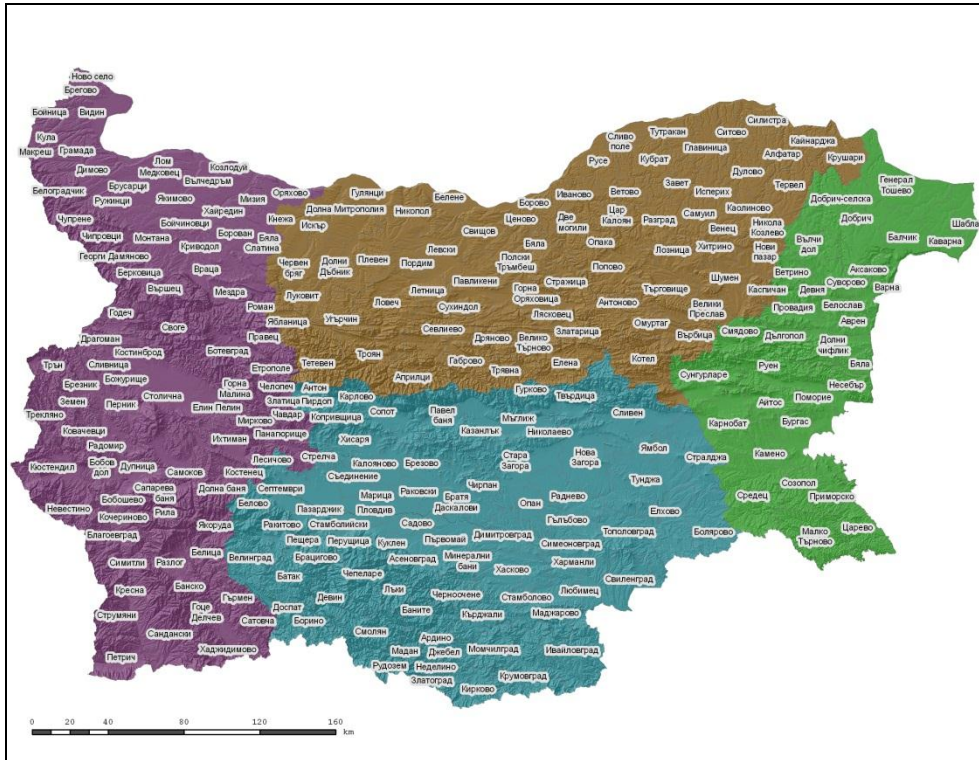 Ново село
Брегово
Бойница
Видин
Кула
Макреш
Грамада
Димово
Лом
Медковец
Козлодуй
Вълчедръм
Белоградчик
Брусарци
Ружинци
Якимово
Мизия
Оряхово
Хайредин
Чупрене
Бойчиновци
Чипровци
Монтана
Криводол
Борован
Бяла
Слатина
Георги Дамяново
Берковица
Враца
Вършец
Мездра
Роман
Годеч
Своге
Драгоман
Правец
Костинброд
Ботевград
Трън
Сливница
Етрополе
Божурище
Брезник
Столична
Горна
Малина
Челопеч
Земен
Перник
Елин Пелин
Златица
Пирдоп
Антон
Трекляно
Мирково
Чавдар
Копривщица
Ковачевци
Ихтиман
Панагюрище
Радомир
Кюстендил
Бобов
дол
Дупница
Самоков
Костенец
Лесичово
Стрелча
Сапарева
баня
Долна баня
Септември
Невестино
Бобошево
Рила
Кочериново
Белово
Благоевград
Якоруда
Симитли
Разлог
Белица
Велинград
Кресна
Банско
Гърмен
Струмяни
Гоце
Делчев
Сатовча
Сандански
Петрич
Хаджидимово
Кнежа
Искър
Долна Митрополия
Гулянци
Никопол
Белене
Свищов
Ценово
Борово
Иваново
Две
могили
Русе
Сливо
поле
Тутракан
Кубрат
Главиница
Ситово
Силистра
Кайнарджа
Алфатар
Крушари
Дулово
Тервел
Ветово
Завет
Исперих
Цар
Калоян
Разград
Самуил
Каолиново
Венец
Никола
Козлево
Хитрино
Нови
пазар
Лозница
Опака
Бяла
Полски
Тръмбеш
Левски
Пордим
Плевен
Долни
Дъбник
Червен
бряг
Луковит
Ябланица
Угърчин
Ловеч
Летница
Павликени
Сухиндол
Горна
Оряховица
Стражица
Попово
Лясковец
Антоново
Търговище
Шумен
Каспичан
Велики
Преслав
Омуртаг
Върбица
Златарица
Велико
Търново
Севлиево
Дряново
Троян
Тетевен
Априлци
Габрово
Трявна
Елена
Котел
Генерал
Тошево
Добрич-селска
Добрич
Шабла
Балчик
Каварна
Вълчи
дол
Ветрино
Аксаково
Суворово
Девня
Варна
Провадия
Белослав
Аврен
Смядово
Дългопол
Долни
чифлик
Руен
Бяла
Сунгурларе
Несебър
Поморие
Айтос
Карнобат
Бургас
Камено
Созопол
Средец
Приморско
Малко
Търново
Царево
Карлово
Сопот
Павел
баня
Казанлък
Мъглиж
Гурково
Твърдица
Николаево
Сливен
Хисаря
Калояново
Брезово
Стара
Загора
Нова
Загора
Ямбол
Стралджа
Съединение
Чирпан
Тунджа
Пазарджик
Марица
Раковски
Братя
Даскалови
Пловдив
Опан
Раднево
Ракитово
Стамболийски
Садово
Гълъбово
Елхово
Болярово
Пещера
Перущица
Куклен
Първомай
Димитровград
Симеоновград
Тополовград
Брацигово
Асеновград
Минерални
бани
Хасково
Харманли
Батак
Чепеларе
Лъки
Черноочене
Свиленград
Любимец
Стамболово
Девин
Доспат
Борино
Баните
Кърджали
Маджарово
Смолян
Ардино
Мадан
Джебел
Момчилград
Ивайловград
Рудозем
Неделино
Златоград
Кирково
Крумовград
0 20 40 80 120 160
km